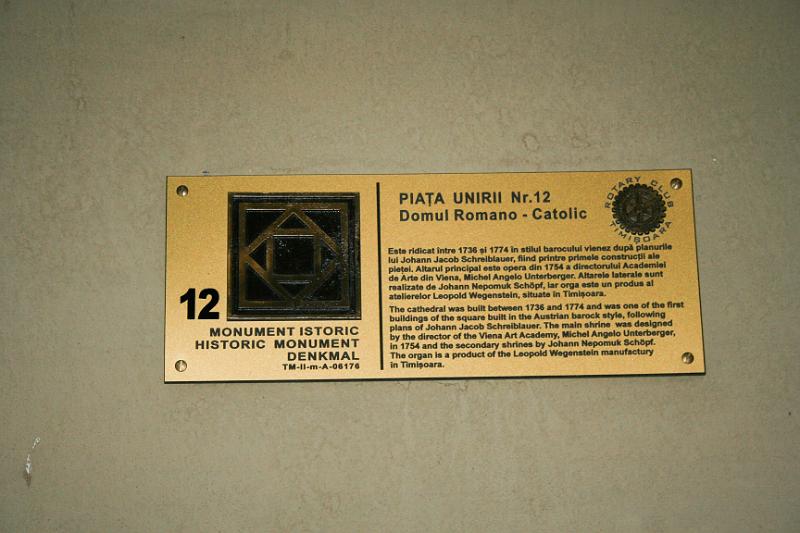 12
MONUMENT ISTORIC
HISTORIC MONUMENT
DENKMAL
TM-II-m-A-06176
PIAȚA UNIRII Nr.12
Domul Romano - Catolic
ROTARY CLUB
TIMIȘOARA
Este ridicat între 1736 și 1774 în stilul barocului vienez după planurile
lui Johann Jacob Schreiblauer, fiind printre primele construcții ale
pieței. Altarul principal este opera din 1754 a directorului Academiei
de Arte din Viena, Michel Angelo Unterberger. Altarele laterale sunt
realizate de Johann Nepomuk Schöpf, iar orga este un produs al
atelierelor Leopold Wegenstein, situate în Timișoara.
The cathedral was built between 1736 and 1774 and was one of the first
buildings of the square built in the Austrian barock style, following
plans of Johann Jacob Schreiblauer. The main shrine was designed
by the director of the Viena Art Academy, Michel Angelo Unterberger,
in 1754 and the secondary shrines by Johann Nepomuk Schöpf.
The organ is a product of the Leopold Wegenstein manufactury
in Timișoara.